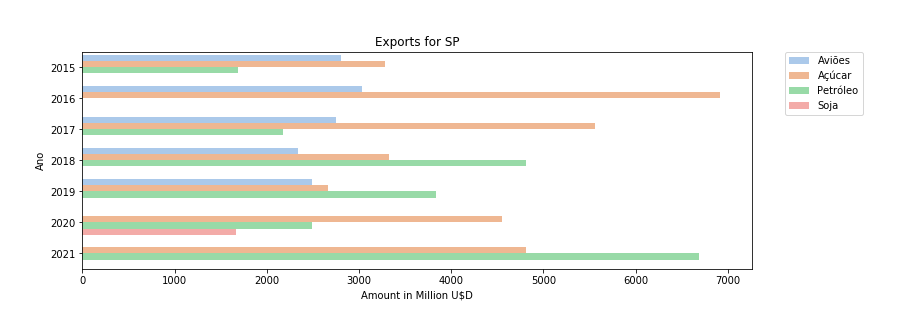 Exports for SP
Aviões
Açúcar
Petróleo
Soja
Ano
2015
2016
2017
2018
2019
2020
2021
0 1000 2000 3000 4000 5000 6000 7000
Amount in Million U$D